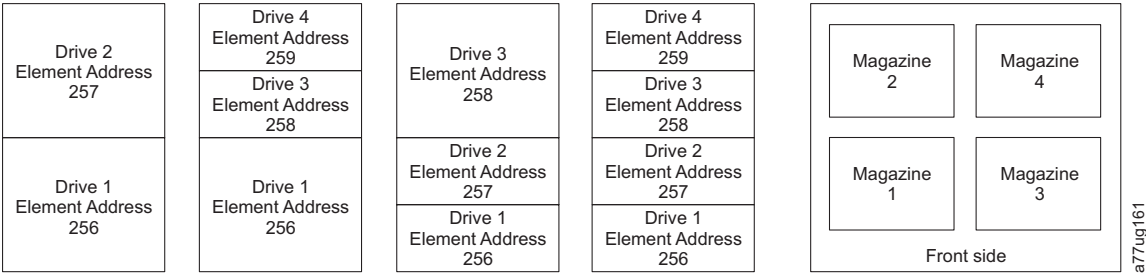 Drive 2
Element Address
257
Drive 1
Element Address
256
Drive 4
Element Address
259
Drive 3
Element Address
258
Drive 1
Element Address
256
Drive 3
Element Address
258
Drive 2
Element Address
257
Drive 1
Element Address
256
Drive 4
Element Address
259
Drive 3
Element Address
258
Drive 2
Element Address
257
Drive 1
Element Address
256
Magazine
2
Magazine
4
Magazine
1
Magazine
3
Front side
a77ug161